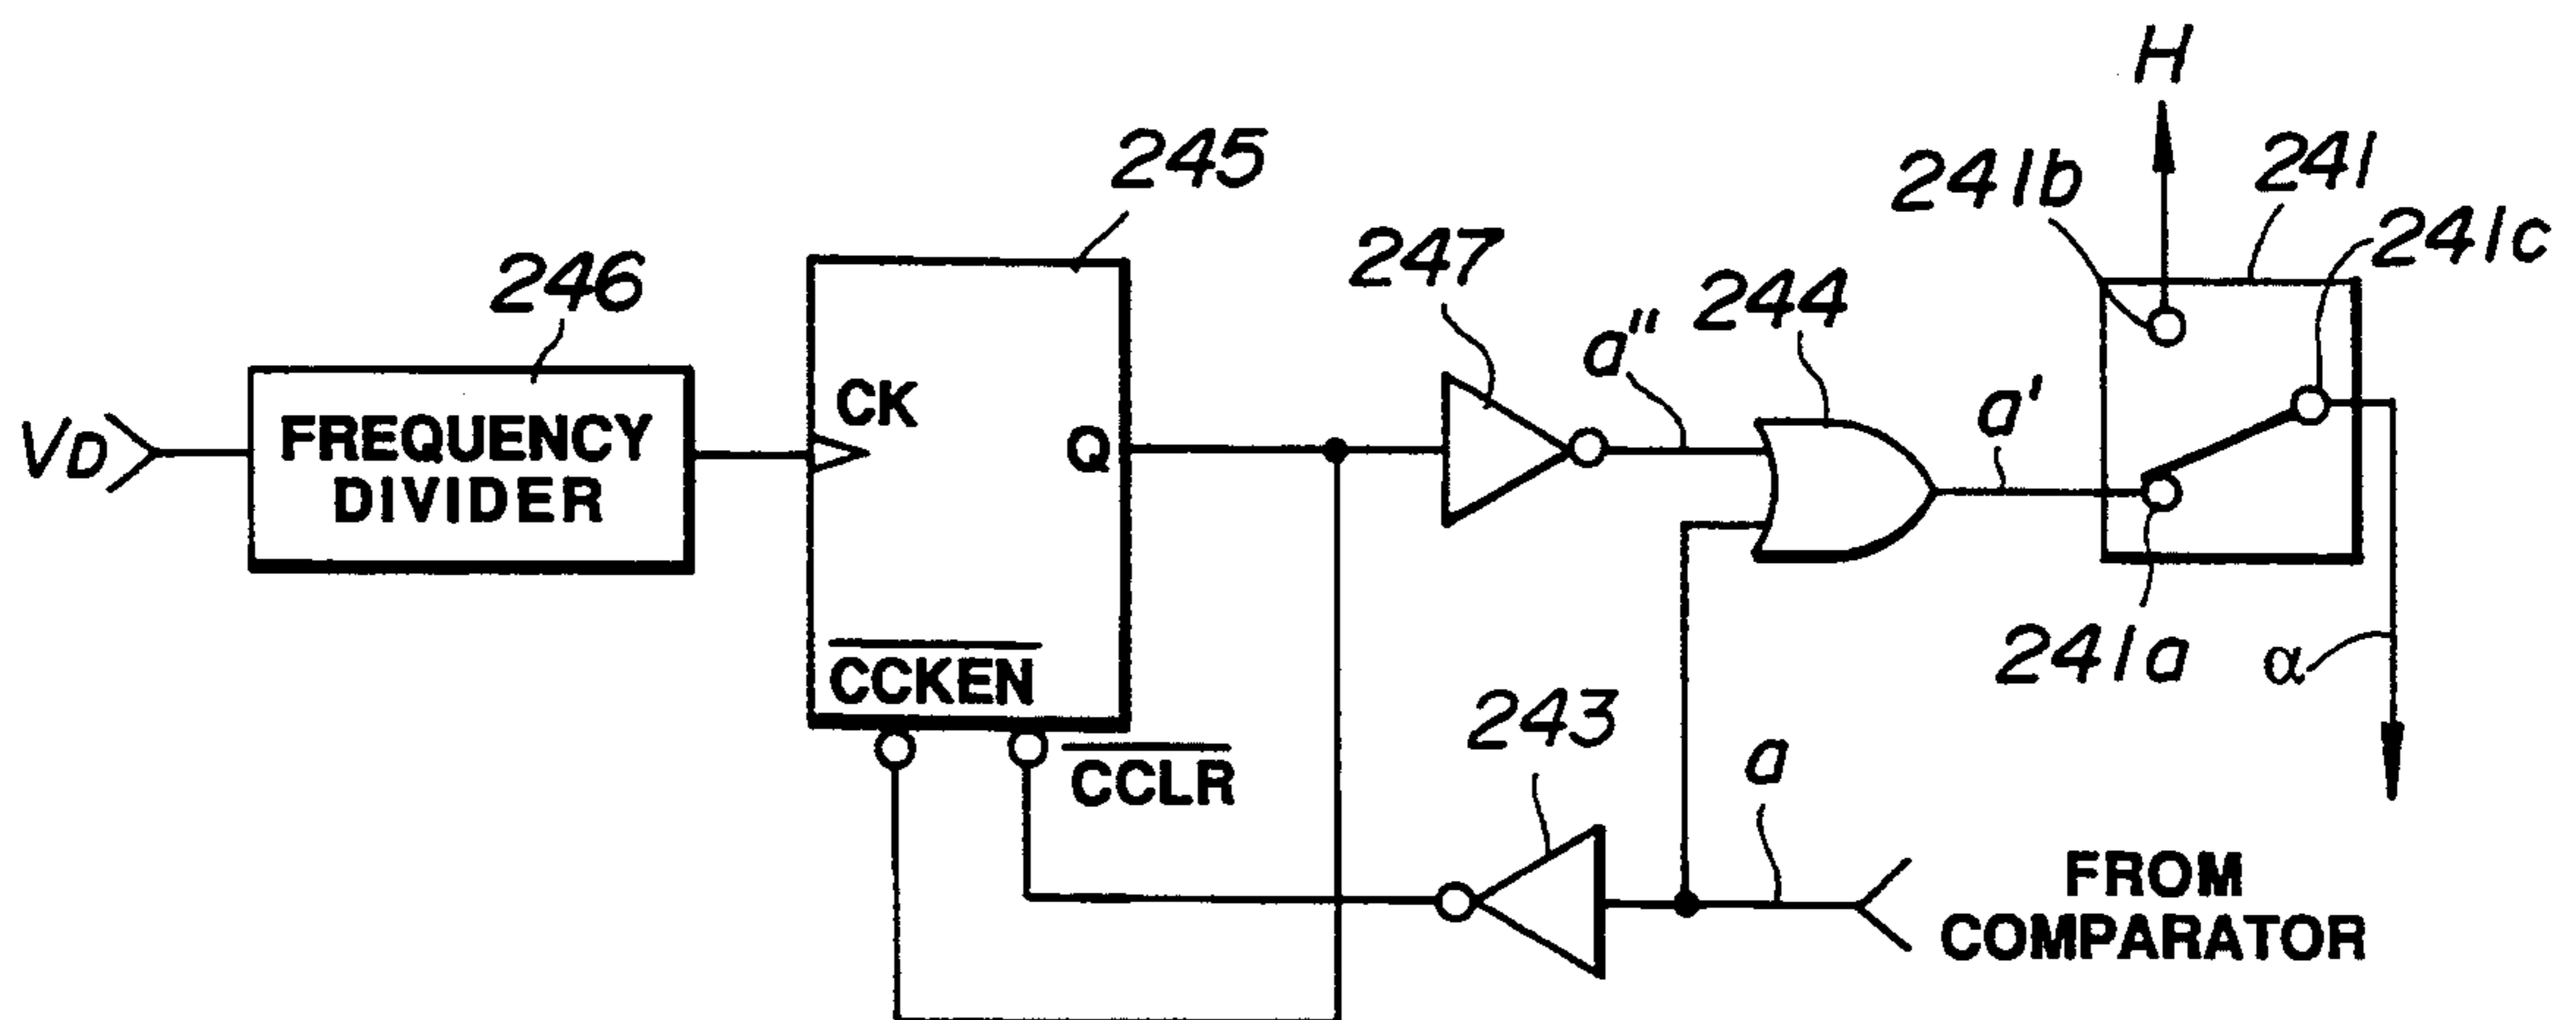 H
245
241b
241
241c
246
247
244
a"
a'
VD
FREQUENCY
DIVIDER
CK
Q
CCKEN
CCLR
243
a
241a
α
FROM
COMPARATOR